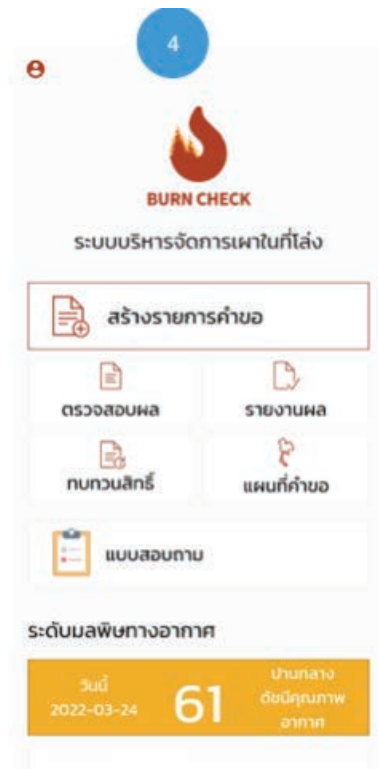 4
BURN CHECK
ระบบบริหารจัดการเผาในที่โล่ง
สร้างรายการคำขอ
ตรวจสอบผล
รายงานผล
ทบทวนสิทธิ์
แผนที่คำขอ
แบบสอบถาม
ระดับมลพิษทางอากาศ
วันนี้
2022-03-24
61
ปานกลาง
ดัชนีคุณภาพ
อากาศ